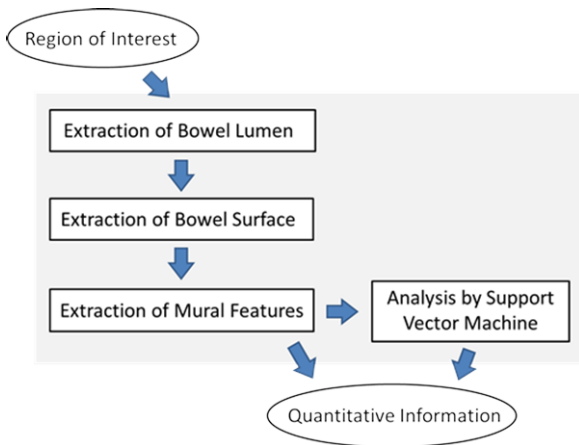 Region of Interest
Extraction of Bowel Lumen
Extraction of Bowel Surface
Extraction of Mural Features
Analysis by Support
Vector Machine
Quantitative Information